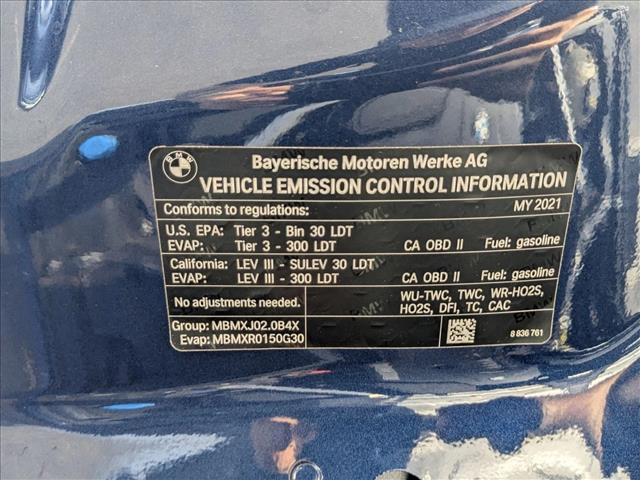 BMW
Bayerische Motoren Werke AG
VEHICLE EMISSION CONTROL INFORMATION
Conforms to regulations: MY 2021
U.S. EPA: Tier 3 - Bin 30 LDT
EVAP: Tier 3 - 300 LDT CA OBD II Fuel: gasoline
California: LEV III - SULEV 30 LDT
EVAP: LEV III - 300 LDT CA OBD II Fuel: gasoline
No adjustments needed.
WU-TWC, TWC, WR-HO2S,
HO2S, DFI, TC, CAC
Group: MBMXJ02.0B4X
Evap: MBMXR0150G30
8 836 761